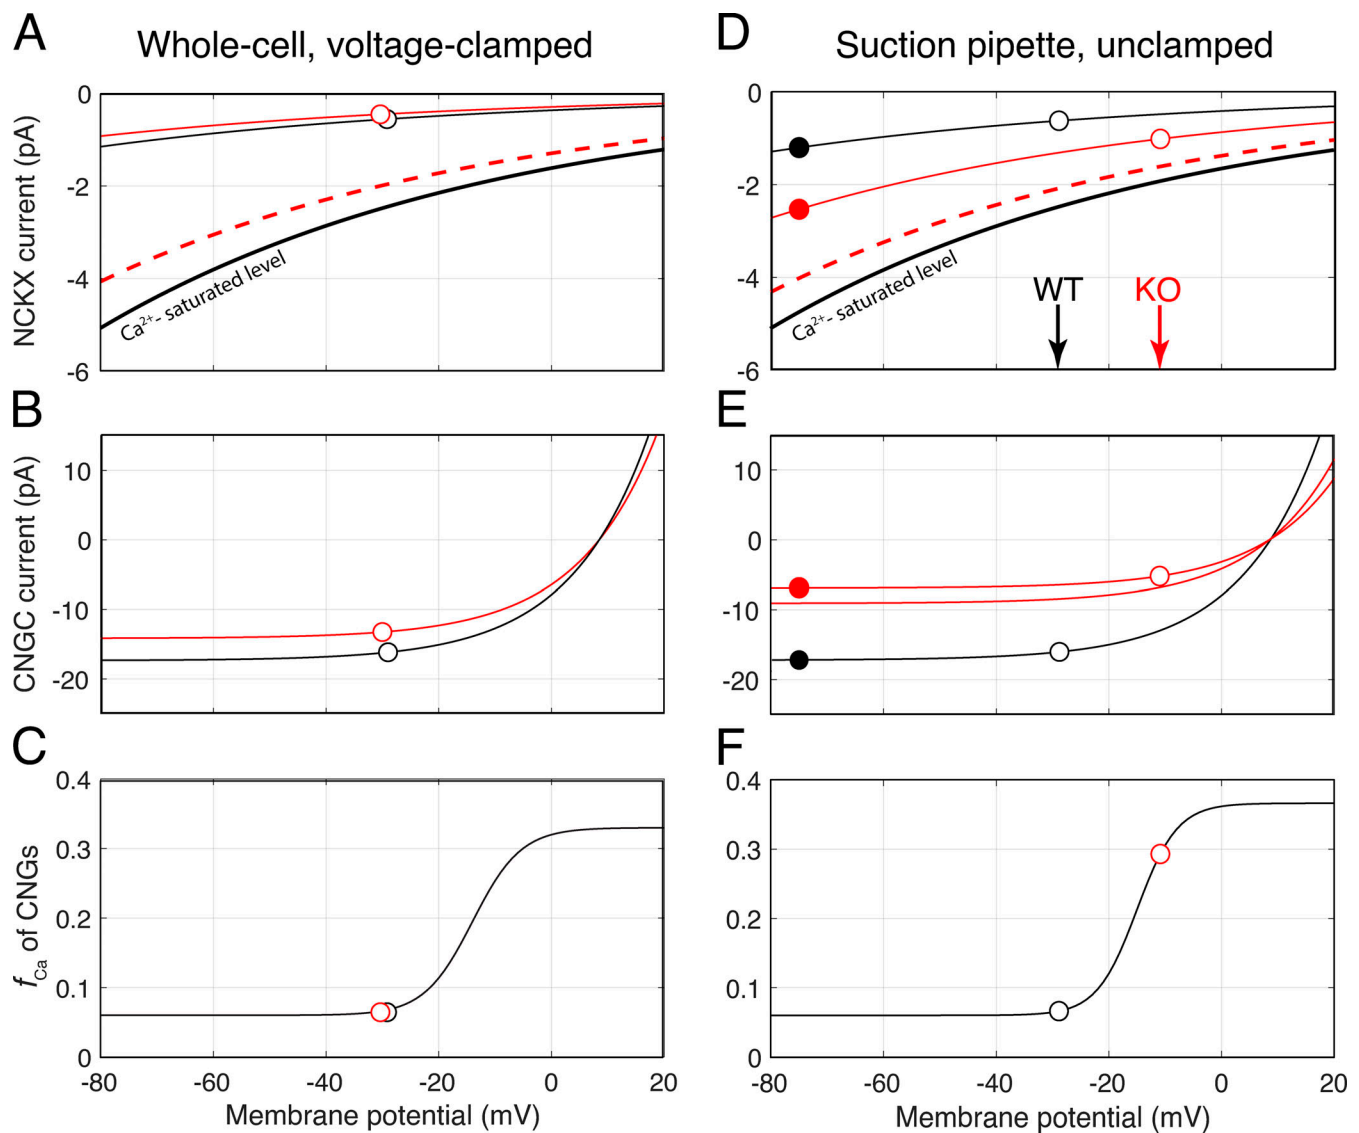 A
Whole-cell, voltage-clamped
NCKX current (pA)
0
-2
-4
-6
Ca²⁺- saturated level
B
CNGC current (pA)
10
0
-10
-20
C
f_Ca of CNGs
0.4
0.3
0.2
0.1
0
-80 -60 -40 -20 0 20
Membrane potential (mV)
D
Suction pipette, unclamped
0
-2
-4
-6
Ca²⁺- saturated level
WT KO
E
10
0
-10
-20
F
0.4
0.3
0.2
0.1
0
-80 -60 -40 -20 0 20
Membrane potential (mV)